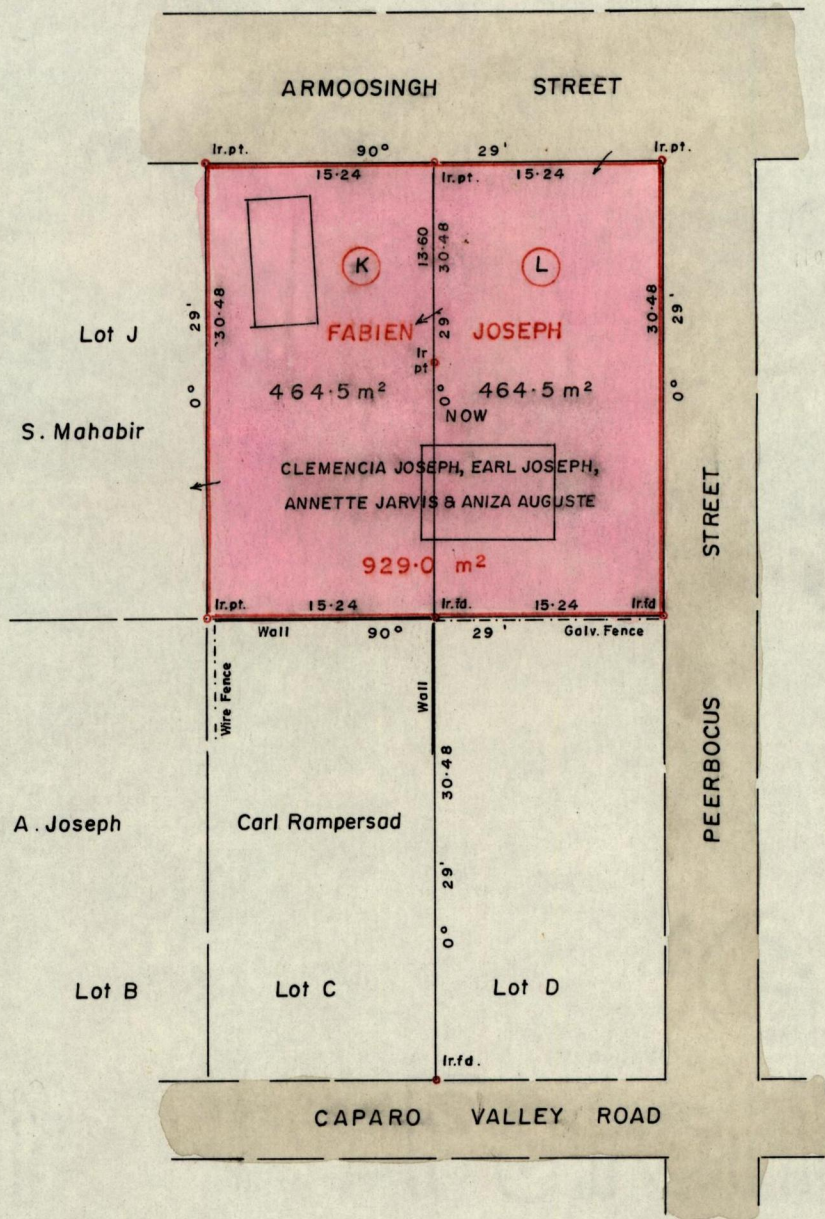 ARMOOSINGH STREET
Ir.pt. 90° 29' Ir.pt.
15·24 Ir.pt. 15·24
K L
13·60
30·48
29'
0°
30·48
Lot J
S. Mahabir
FABIEN JOSEPH
29'
Ir
pt
0°
464·5 m² 464·5 m²
NOW
CLEMENCIA JOSEPH, EARL JOSEPH,
ANNETTE JARVIS & ANIZA AUGUSTE
929·0 m²
30·48
29'
0°
PEERBOCUS STREET
Ir.pt. 15·24 Ir.fd. 15·24 Ir.fd
Wall 90° 29' Galv. Fence
Wire Fence
Wall
30·48
29'
0°
A. Joseph
Carl Rampersad
Lot B
Lot C
Lot D
Ir.fd.
CAPARO VALLEY ROAD